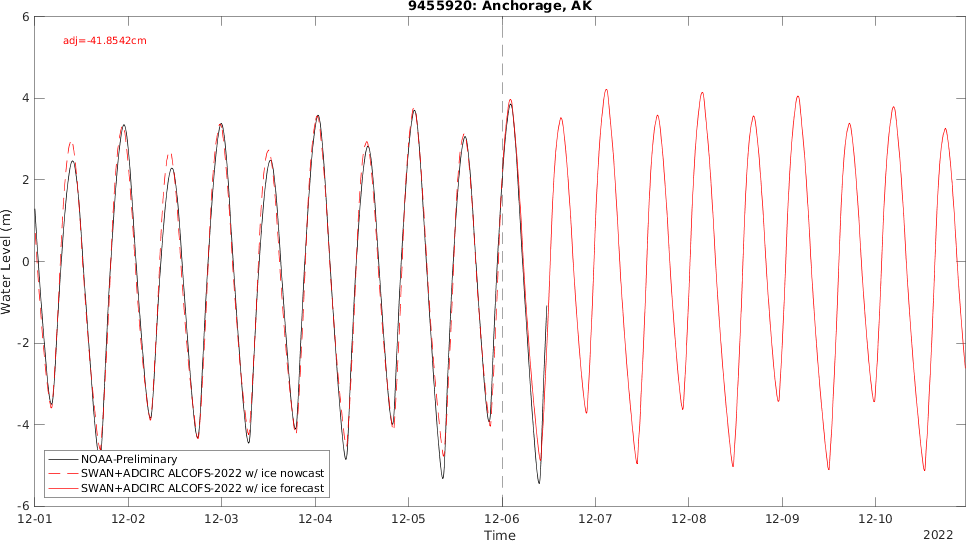 9455920: Anchorage, AK
adj=-41.8542cm
Water Level (m)
6
4
2
0
-2
-4
-6
NOAA-Preliminary
SWAN+ADCIRC ALCOFS-2022 w/ ice nowcast
SWAN+ADCIRC ALCOFS-2022 w/ ice forecast
12-01 12-02 12-03 12-04 12-05 12-06 12-07 12-08 12-09 12-10
Time
2022